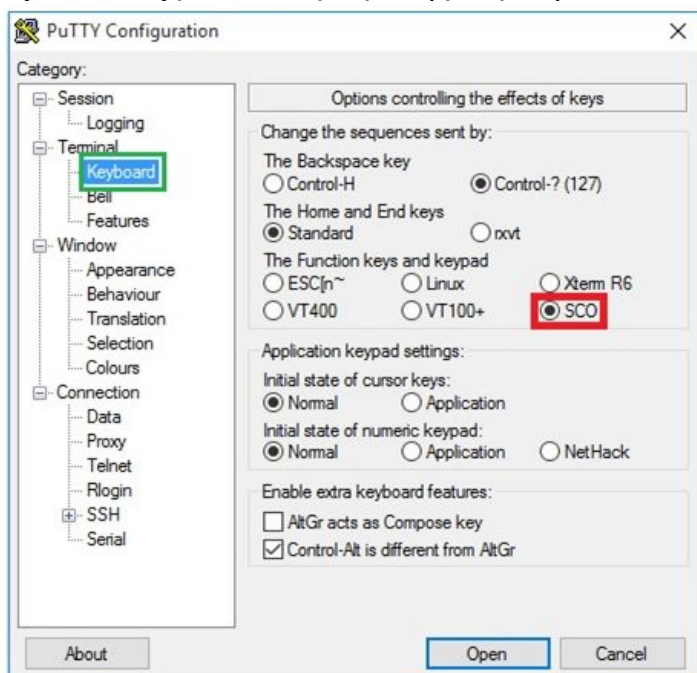 PuTTY Configuration
Category:
Session
Logging
Terminal
Keyboard
Bell
Features
Window
Appearance
Behaviour
Translation
Selection
Colours
Connection
Data
Proxy
Telnet
Rlogin
SSH
Serial
Options controlling the effects of keys
Change the sequences sent by:
The Backspace key
Control-H Control-? (127)
The Home and End keys
Standard rxvt
The Function keys and keypad
ESC[n~ Linux Xterm R6
VT400 VT100+ SCO
Application keypad settings:
Initial state of cursor keys:
Normal Application
Initial state of numeric keypad:
Normal Application NetHack
Enable extra keyboard features:
AltGr acts as Compose key
Control-Alt is different from AltGr
About Open Cancel